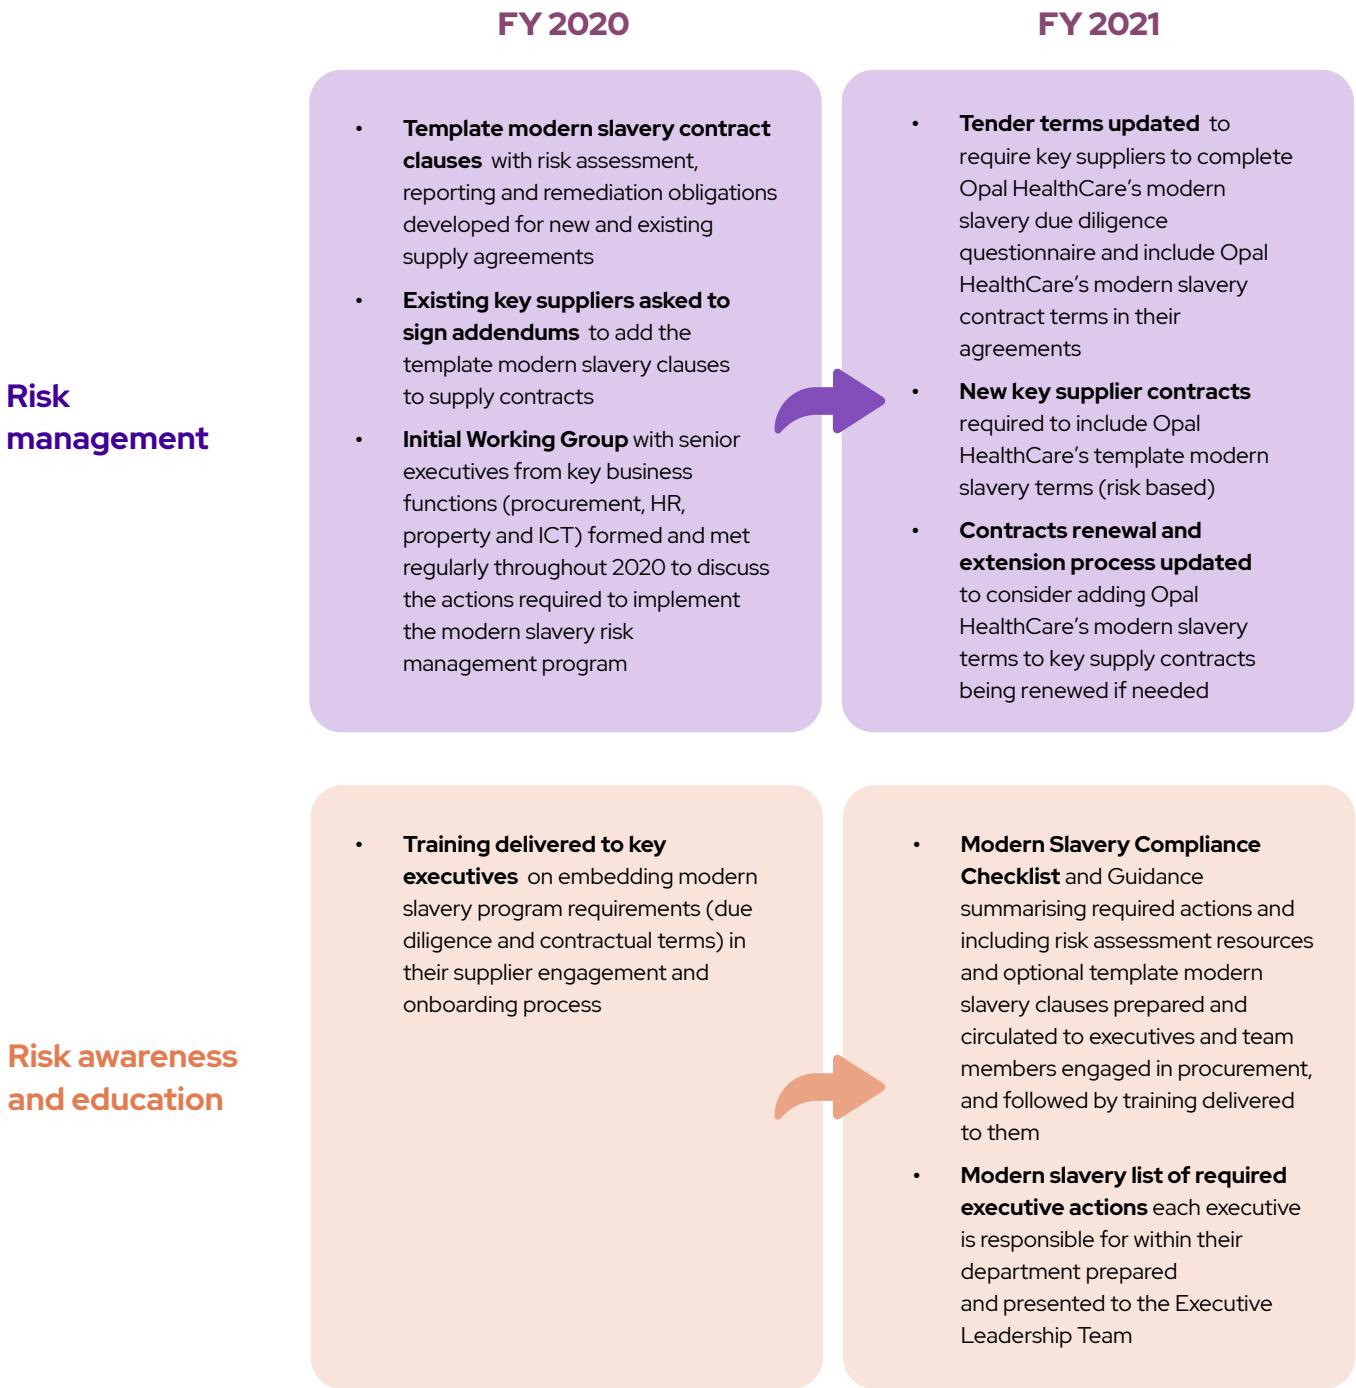 FY 2020
FY 2021
Risk
management
• Template modern slavery contract
clauses with risk assessment,
reporting and remediation obligations
developed for new and existing
supply agreements
• Existing key suppliers asked to
sign addendums to add the
template modern slavery clauses
to supply contracts
• Initial Working Group with senior
executives from key business
functions (procurement, HR,
property and ICT) formed and met
regularly throughout 2020 to discuss
the actions required to implement
the modern slavery risk
management program
• Tender terms updated to
require key suppliers to complete
Opal HealthCare’s modern
slavery due diligence
questionnaire and include Opal
HealthCare’s modern slavery
contract terms in their
agreements
• New key supplier contracts
required to include Opal
HealthCare’s template modern
slavery terms (risk based)
• Contracts renewal and
extension process updated
to consider adding Opal
HealthCare’s modern slavery
terms to key supply contracts
being renewed if needed
Risk awareness
and education
• Training delivered to key
executives on embedding modern
slavery program requirements (due
diligence and contractual terms) in
their supplier engagement and
onboarding process
• Modern Slavery Compliance
Checklist and Guidance
summarising required actions and
including risk assessment resources
and optional template modern
slavery clauses prepared and
circulated to executives and team
members engaged in procurement,
and followed by training delivered
to them
• Modern slavery list of required
executive actions each executive
is responsible for within their
department prepared
and presented to the Executive
Leadership Team